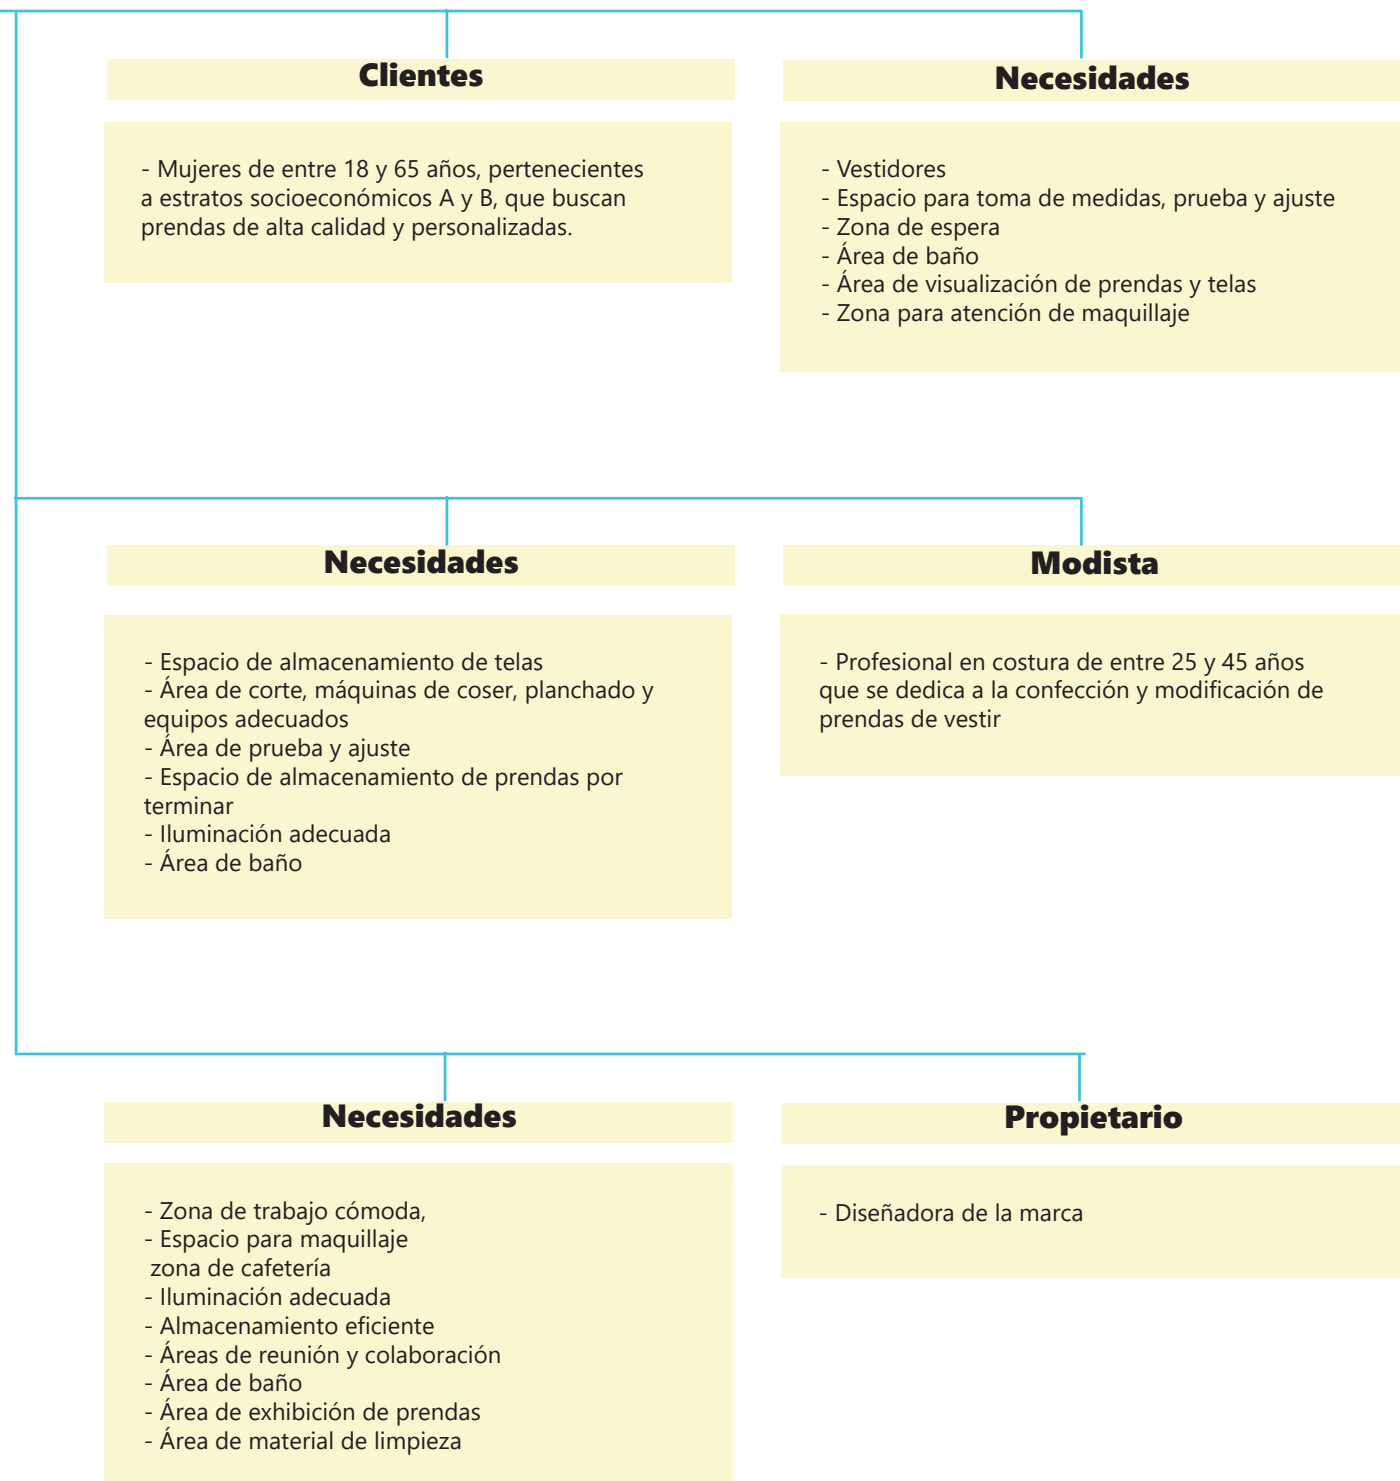 Clientes
- Mujeres de entre 18 y 65 años, pertenecientes
a estratos socioeconómicos A y B, que buscan
prendas de alta calidad y personalizadas.
Necesidades
- Vestidores
- Espacio para toma de medidas, prueba y ajuste
- Zona de espera
- Área de baño
- Área de visualización de prendas y telas
- Zona para atención de maquillaje
Necesidades
- Espacio de almacenamiento de telas
- Área de corte, máquinas de coser, planchado y
equipos adecuados
- Área de prueba y ajuste
- Espacio de almacenamiento de prendas por
terminar
- Iluminación adecuada
- Área de baño
Modista
- Profesional en costura de entre 25 y 45 años
que se dedica a la confección y modificación de
prendas de vestir
Necesidades
- Zona de trabajo cómoda,
- Espacio para maquillaje
zona de cafetería
- Iluminación adecuada
- Almacenamiento eficiente
- Áreas de reunión y colaboración
- Área de baño
- Área de exhibición de prendas
- Área de material de limpieza
Propietario
- Diseñadora de la marca